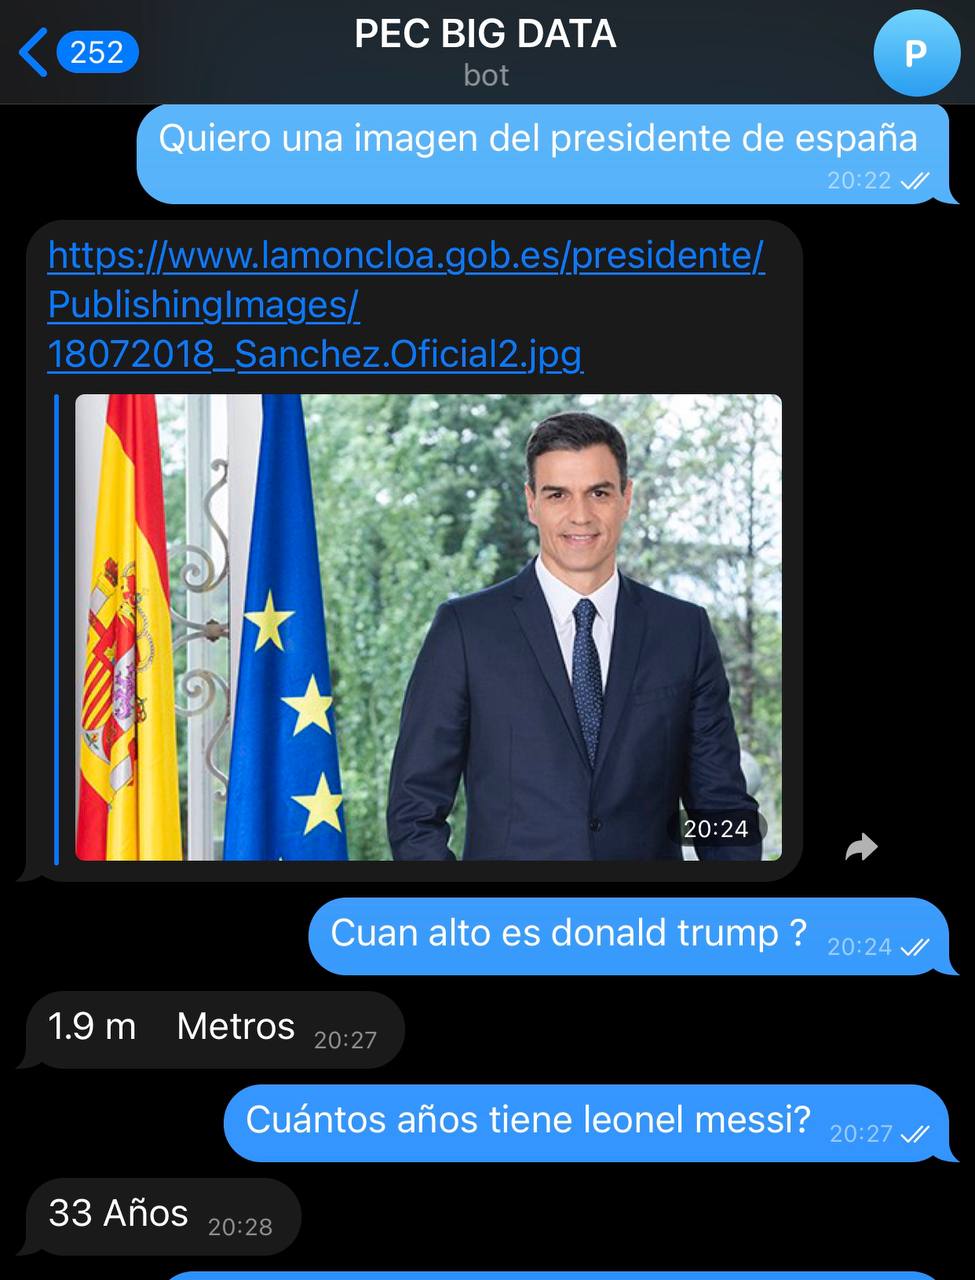 252
PEC BIG DATA
bot
P
Quiero una imagen del presidente de españa
20:22
https://www.lamoncloa.gob.es/presidente/
PublishingImages/
18072018_Sanchez.Oficial2.jpg
20:24
Cuan alto es donald trump ? 20:24
1.9 m Metros 20:27
Cuántos años tiene leonel messi? 20:27
33 Años 20:28